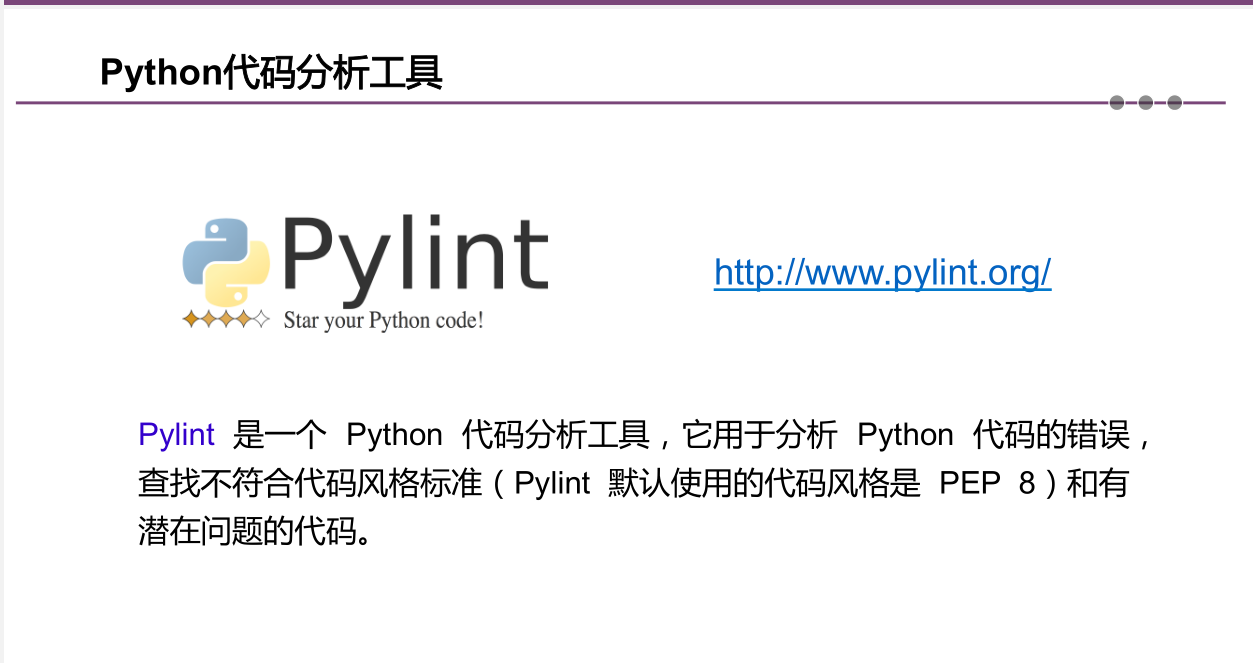 Python代码分析工具
Pylint
Star your Python code!
http://www.pylint.org/
Pylint 是一个 Python 代码分析工具，它用于分析 Python 代码的错误，
查找不符合代码风格标准（Pylint 默认使用的代码风格是 PEP 8）和有
潜在问题的代码。